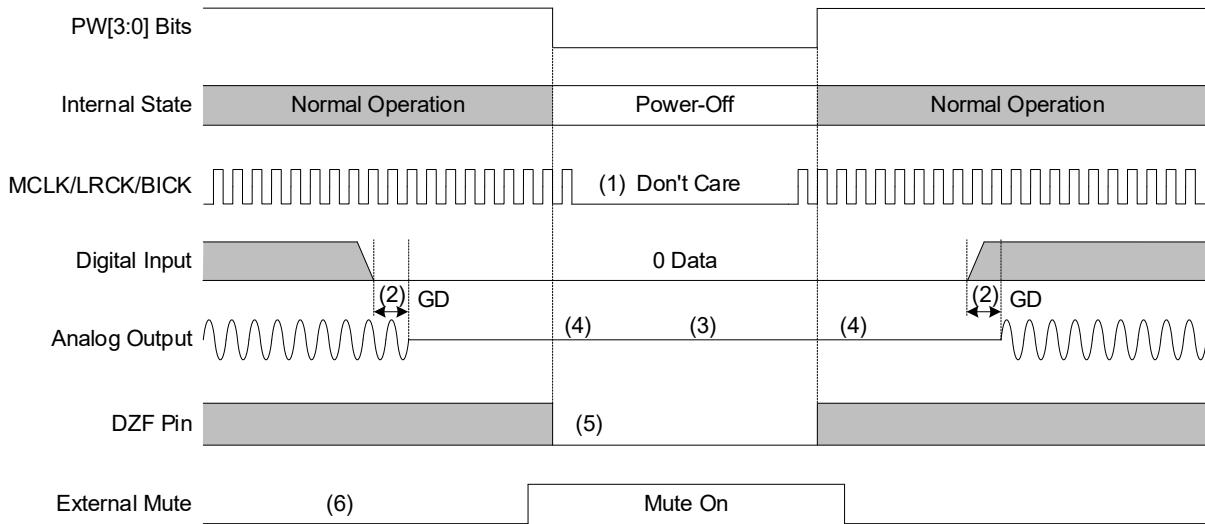 PW[3:0] Bits
Internal State Normal Operation Power-Off Normal Operation
MCLK/LRCK/BICK (1) Don't Care
Digital Input 0 Data
(2) GD (2) GD
Analog Output (4) (3) (4)
DZF Pin (5)
External Mute (6) Mute On